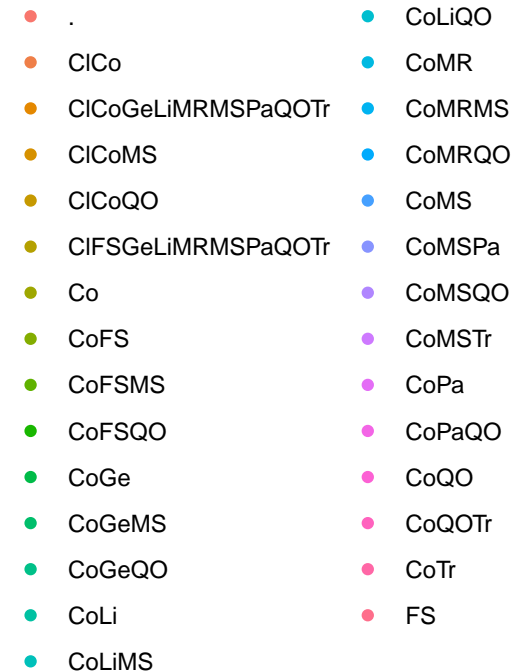 .
ClCo
ClCoGeLiMRMSPaQOTr
ClCoMS
ClCoQO
ClFSGeLiMRMSPaQOTr
Co
CoFS
CoFSMS
CoFSQO
CoGe
CoGeMS
CoGeQO
CoLi
CoLiMS
CoLiQO
CoMR
CoMRMS
CoMRQO
CoMS
CoMSPa
CoMSQO
CoMSTr
CoPa
CoPaQO
CoQO
CoQOTr
CoTr
FS